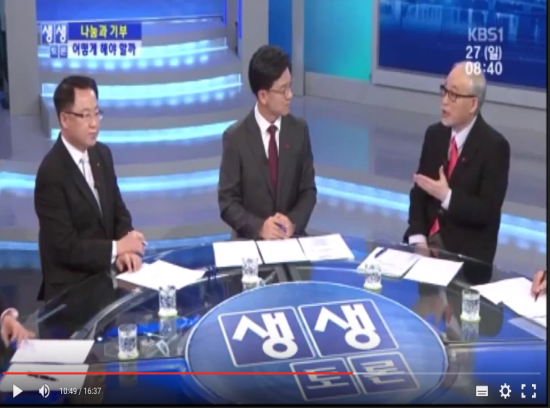 생생
토론
나눔과 기부
어떻게 해야 할까
KBS1
27 (일)
08:40
생생
토론
10:49 / 16:37